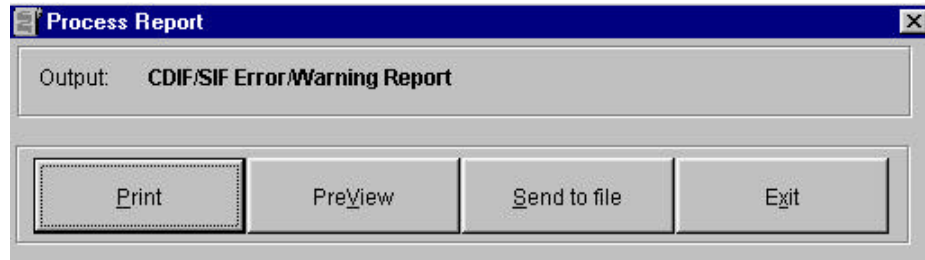 Process Report
Output: CDIF/SIF Error/Warning Report
Print PreView Send to file Exit